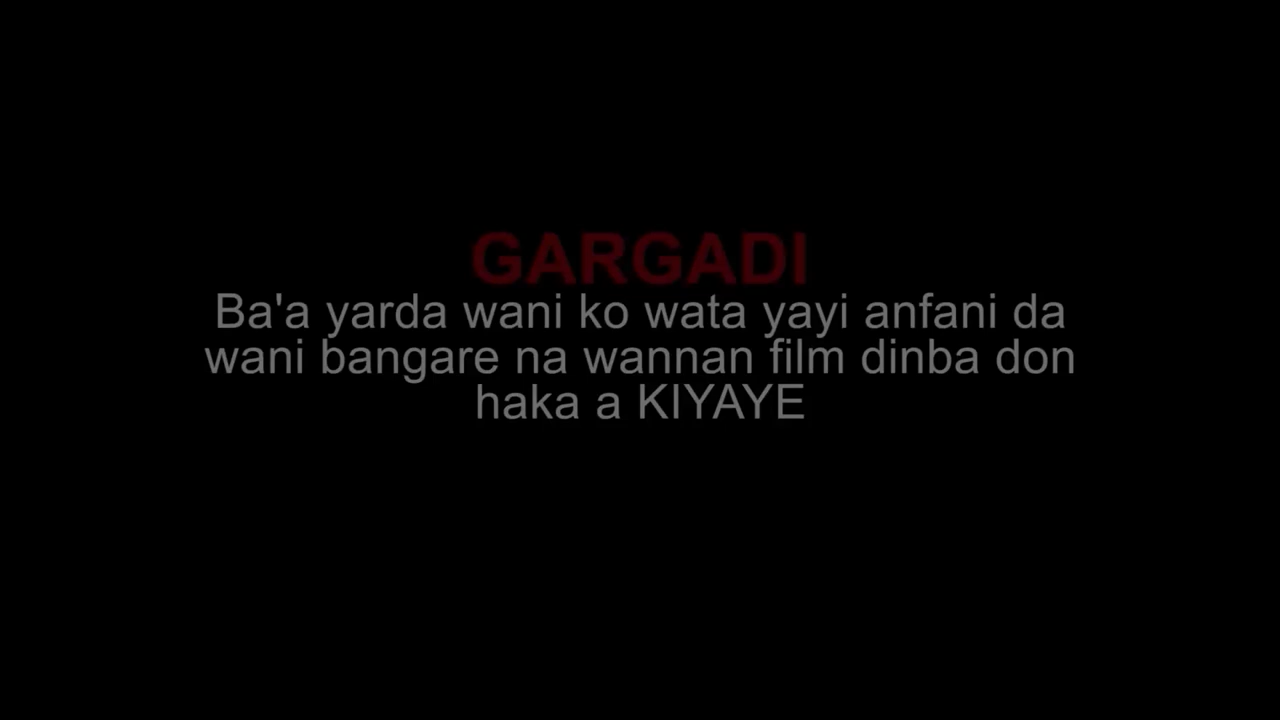 GARGADI
Ba'a yarda wani ko wata yayi anfani da
wani bangare na wannan film dinba don
haka a KIYAYE